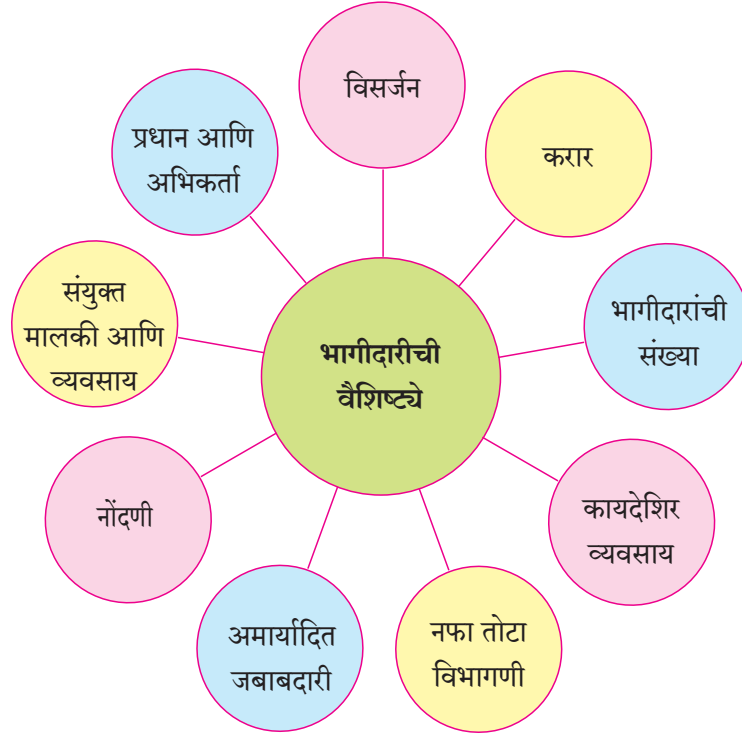 विसर्जन
करार
भागीदारांची
संख्या
कायदेशिर
व्यवसाय
नफा तोटा
विभागणी
अमार्यादित
जबाबदारी
नोंदणी
संयुक्त
मालकी आणि
व्यवसाय
प्रधान आणि
अभिकर्ता
भागीदारीची
वैशिष्ट्ये